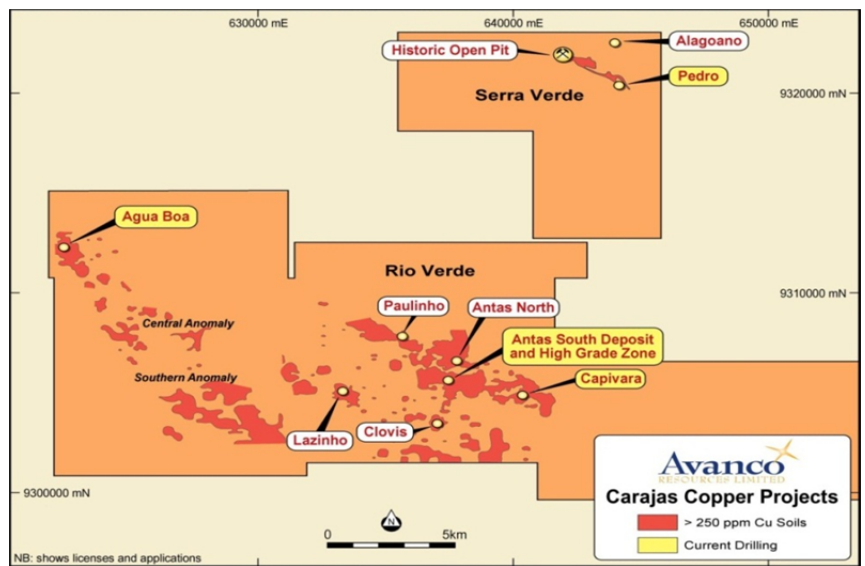 630000 mE
640000 mE
650000 mE
Historic Open Pit
Alagoano
Pedro
Serra Verde
9320000 mN
Agua Boa
Rio Verde
Paulinho
Antas North
9310000 mN
Central Anomaly
Antas South Deposit
and High Grade Zone
Southern Anomaly
Capivara
Lazinho
Clovis
9300000 mN
Avanco
RESOURCES LIMITED
Carajas Copper Projects
> 250 ppm Cu Soils
Current Drilling
N
0
5km
NB: shows licenses and applications